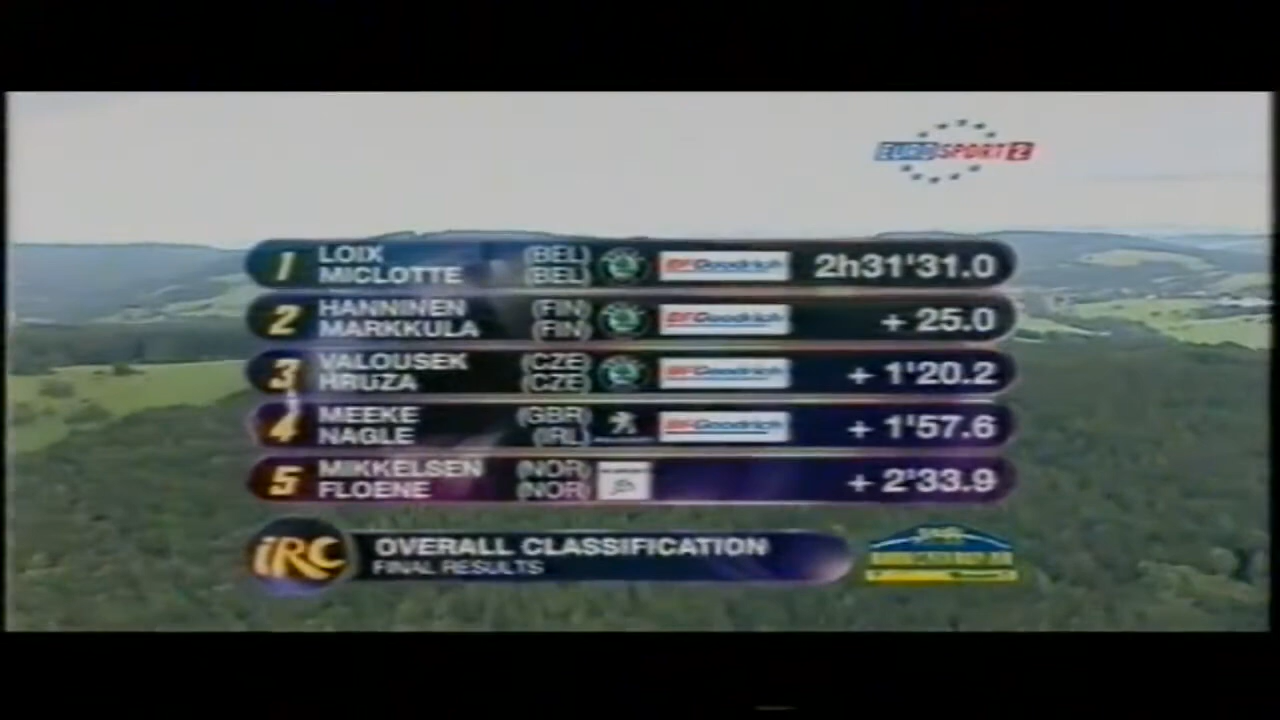 EUROSPORT 2
1 LOIX (BEL) BFGoodrich 2h31'31.0
MICLOTTE (BEL)
2 HANNINEN (FIN) BFGoodrich + 25.0
MARKKULA (FIN)
3 VALOUSEK (CZE) BFGoodrich + 1'20.2
HRUZA (CZE)
4 MEEKE (GBR) BFGoodrich + 1'57.6
NAGLE (IRL)
5 MIKKELSEN (NOR) + 2'33.9
FLOENE (NOR)
IRC OVERALL CLASSIFICATION
FINAL RESULTS